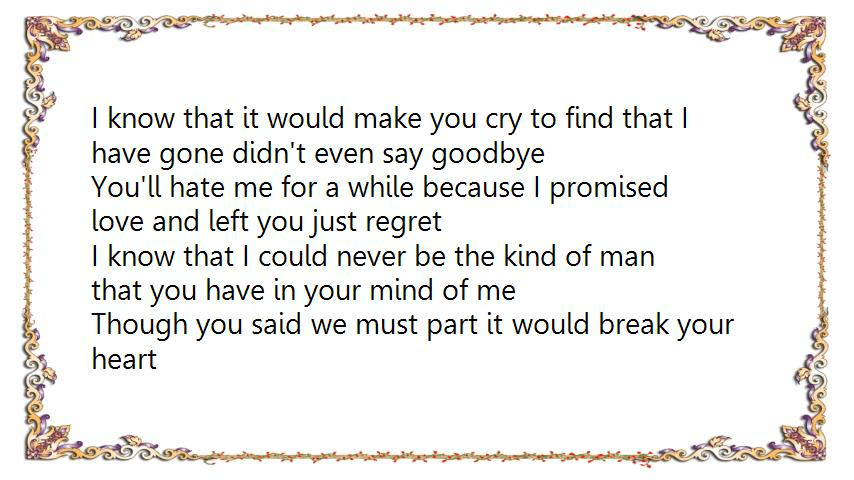 I know that it would make you cry to find that I
have gone didn't even say goodbye
You'll hate me for a while because I promised
love and left you just regret
I know that I could never be the kind of man
that you have in your mind of me
Though you said we must part it would break your
heart